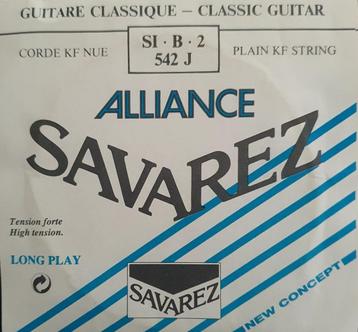 GUITARE CLASSIQUE – CLASSIC GUITAR
CORDE KF NUE
SI · B · 2
542 J
PLAIN KF STRING
ALLIANCE
SAVAREZ
Tension forte
High tension.
LONG PLAY
SAVAREZ
NEW CONCEPT